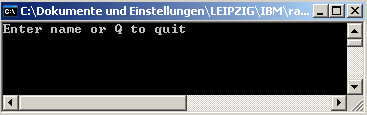 C:\Dokumente und Einstellungen\LEIPZIG\IBM\ra...
Enter name or Q to quit